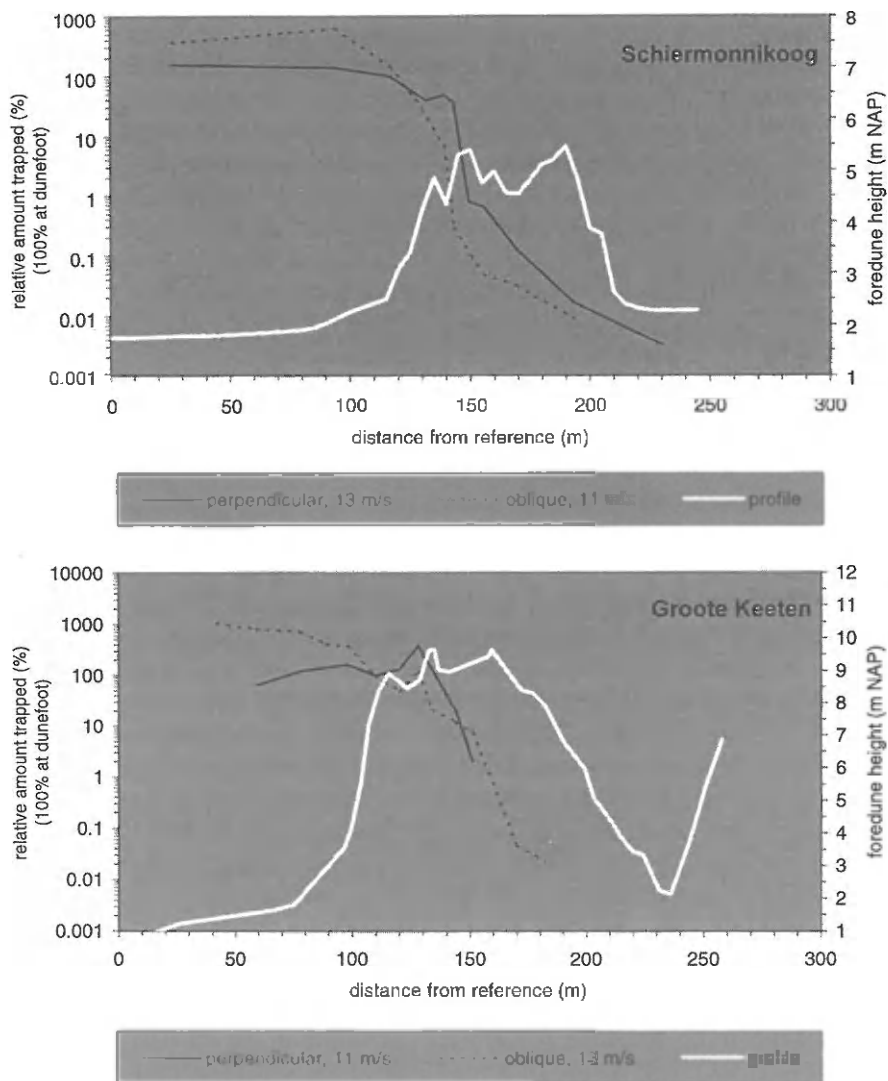 Schiermonnikoog
relative amount trapped (%)
(100% at dunefoot)
1000
100
10
1
0.1
0.01
0.001
8
7
6
5
4
3
2
1
foredune height (m NAP)
0 50 100 150 200 250 300
distance from reference (m)
perpendicular, 13 m/s oblique, 11 m/s profile
Groote Keeten
relative amount trapped (%)
(100% at dunefoot)
10000
1000
100
10
1
0.1
0.01
0.001
12
11
10
9
8
7
6
5
4
3
2
1
foredune height (m NAP)
0 50 100 150 200 250 300
distance from reference (m)
perpendicular, 11 m/s oblique, m/s